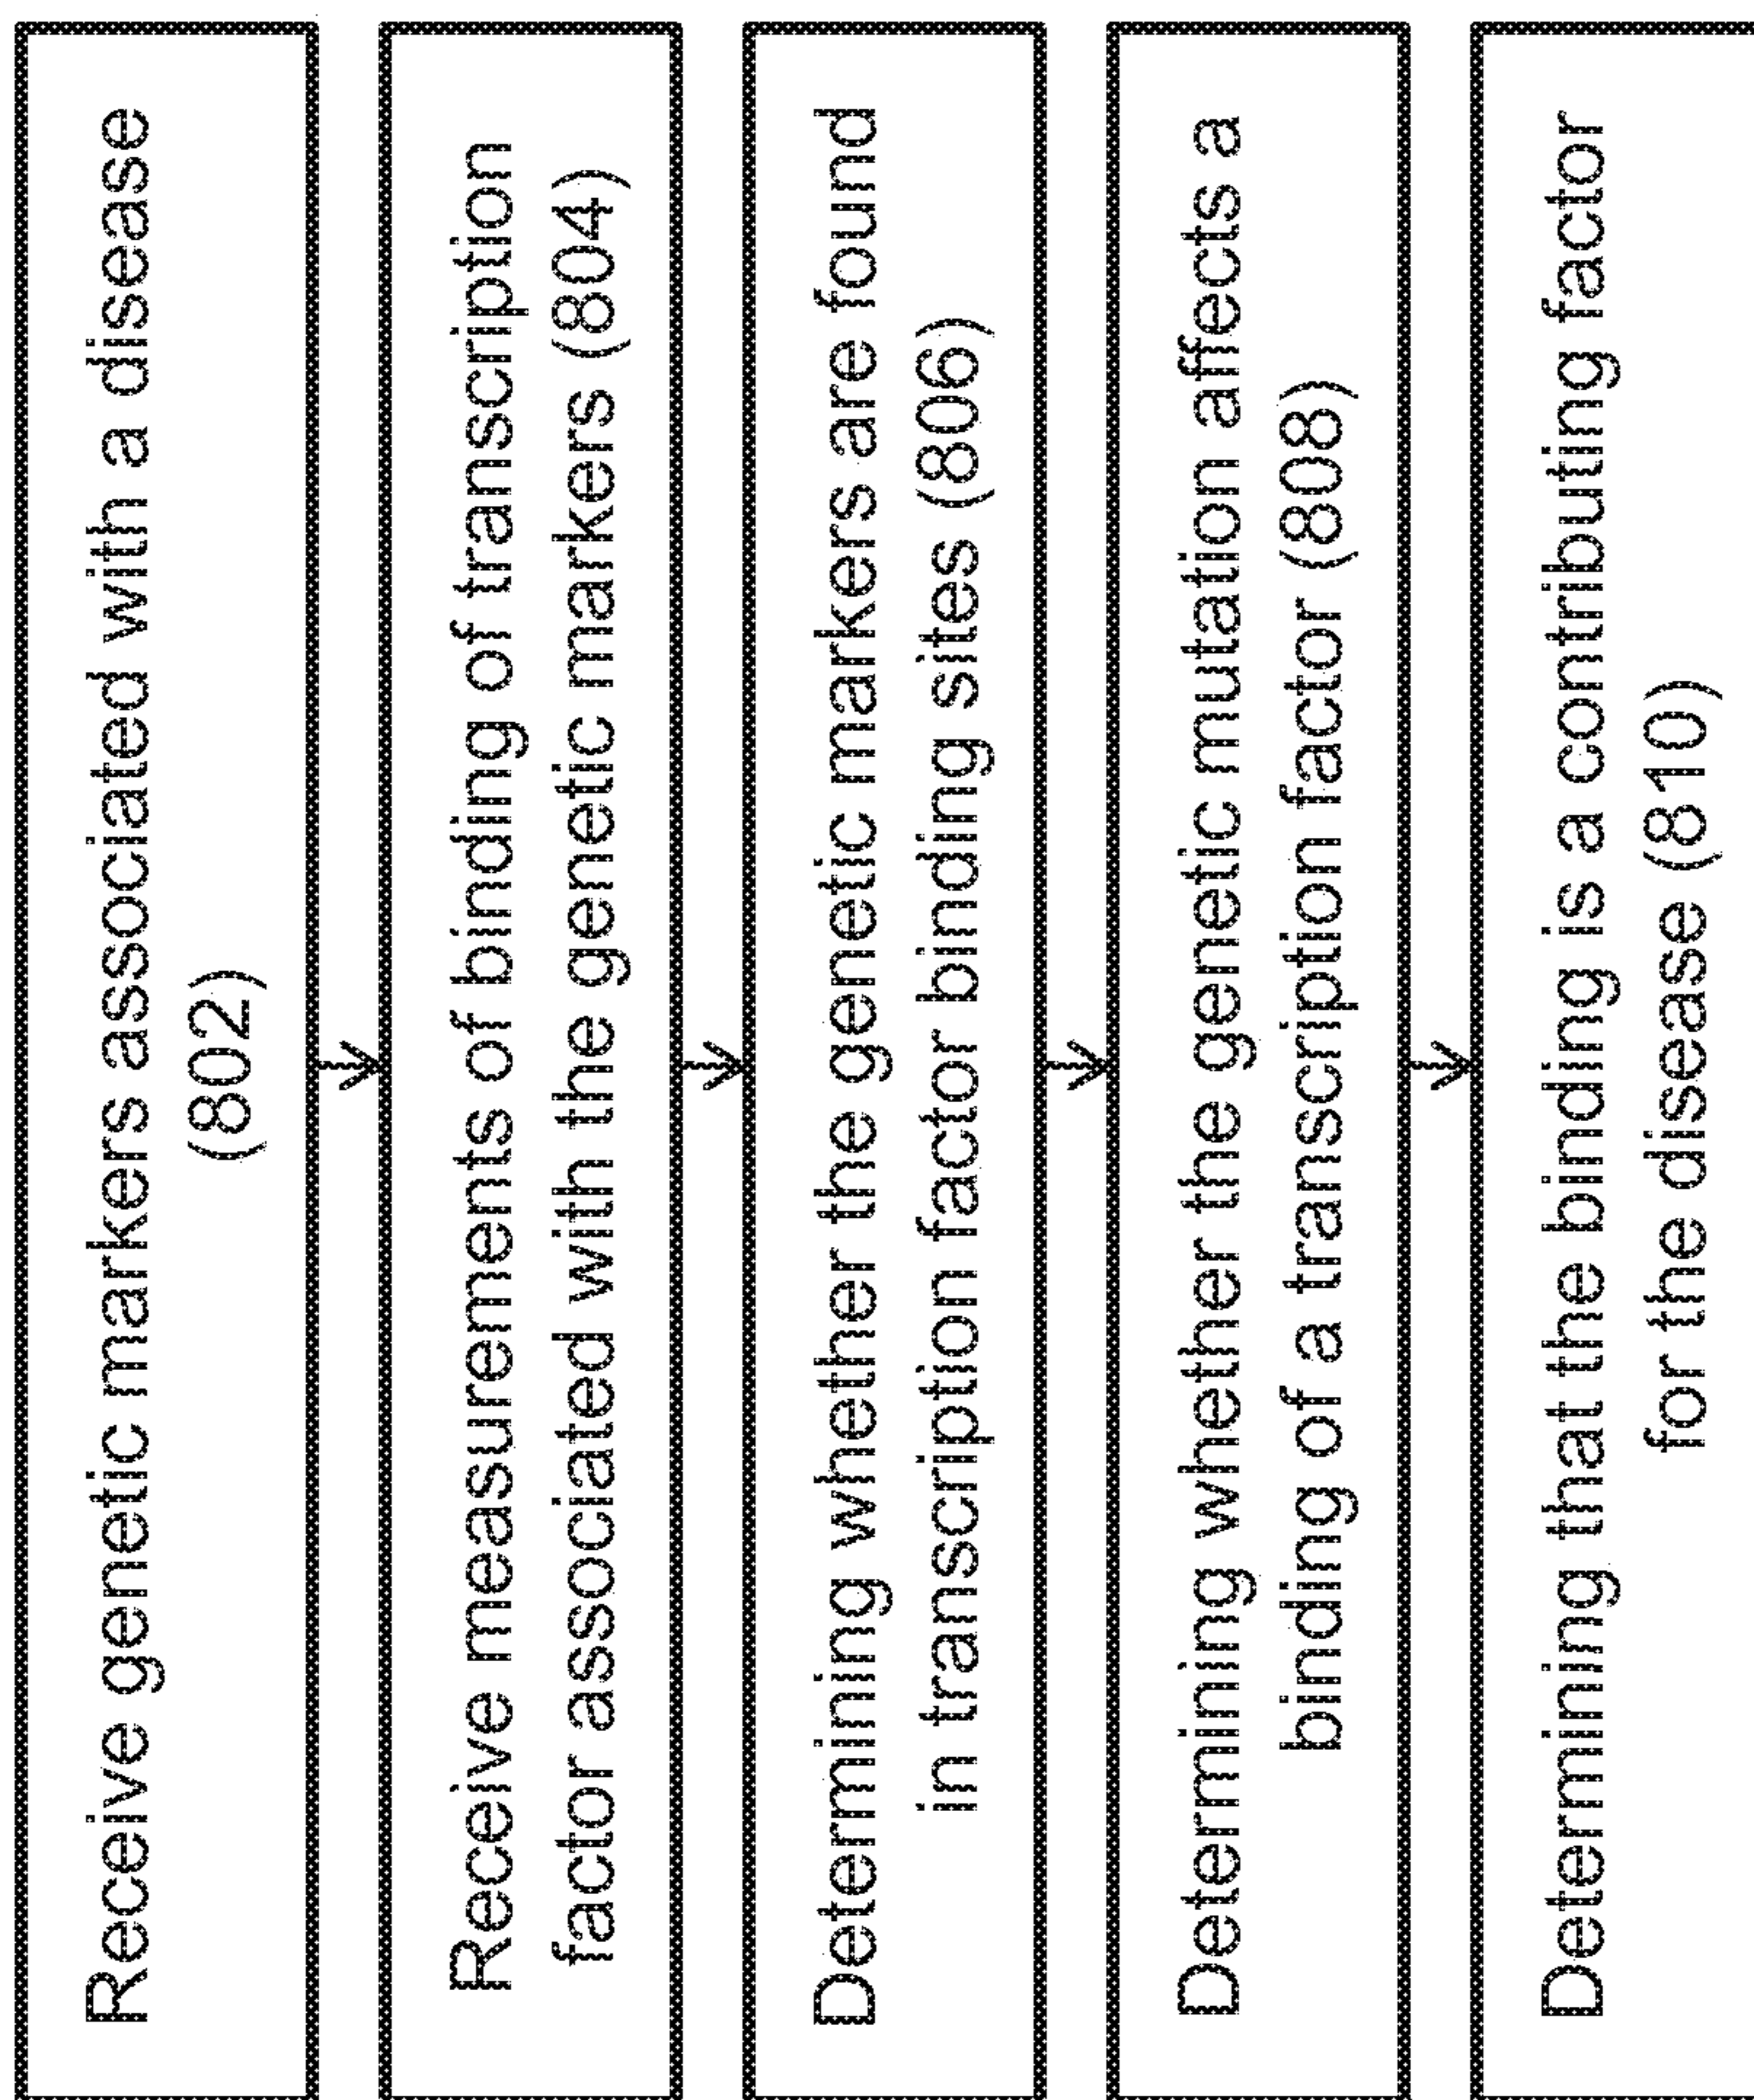 Receive genetic markers associated with a disease
(802)
Receive measurements of binding of transcription
factor associated with the genetic markers (804)
Determining whether the genetic markers are found
in transcription factor binding sites (806)
Determining whether the genetic mutation affects a
binding of a transcription factor (808)
Determining that the binding is a contributing factor
for the disease (810)